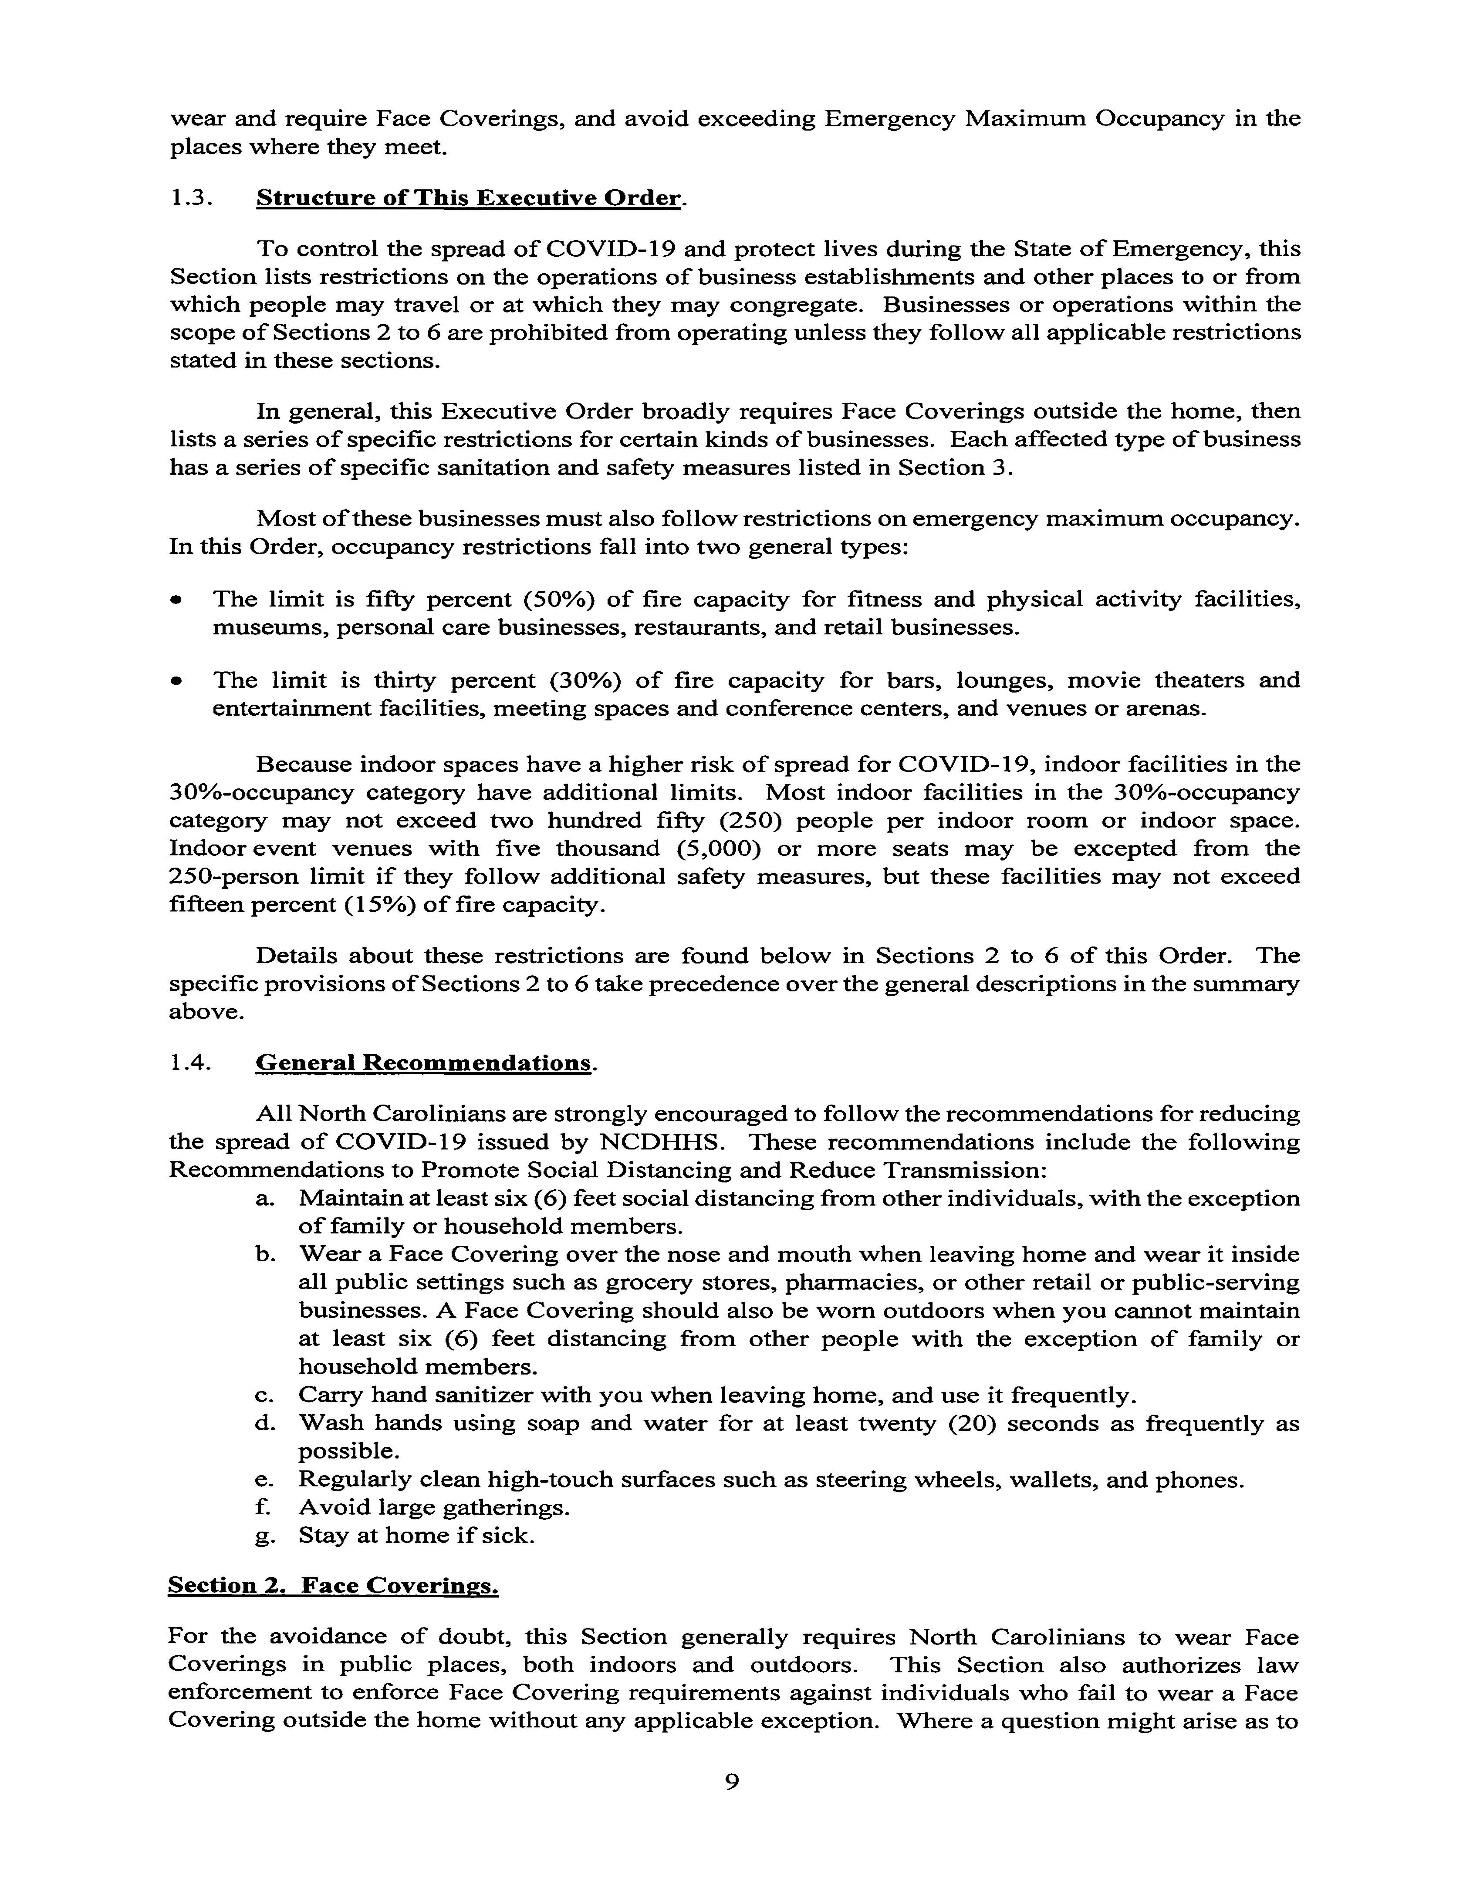 wear and require Face Coverings, and avoid exceeding Emergency Maximum Occupancy in the
places where they meet.
1.3. Structure of This Executive Order.
To control the spread of COVID-19 and protect lives during the State of Emergency, this
Section lists restrictions on the operations of business establishments and other places to or from
which people may travel or at which they may congregate. Businesses or operations within the
scope of Sections 2 to 6 are prohibited from operating unless they follow all applicable restrictions
stated in these sections.
In general, this Executive Order broadly requires Face Coverings outside the home, then
lists a series of specific restrictions for certain kinds of businesses. Each affected type of business
has a series of specific sanitation and safety measures listed in Section 3.
Most of these businesses must also follow restrictions on emergency maximum occupancy.
In this Order, occupancy restrictions fall into two general types:
• The limit is fifty percent (50%) of fire capacity for fitness and physical activity facilities,
museums, personal care businesses, restaurants, and retail businesses.
• The limit is thirty percent (30%) of fire capacity for bars, lounges, movie theaters and
entertainment facilities, meeting spaces and conference centers, and venues or arenas.
Because indoor spaces have a higher risk of spread for COVID-19, indoor facilities in the
30%-occupancy category have additional limits. Most indoor facilities in the 30%-occupancy
category may not exceed two hundred fifty (250) people per indoor room or indoor space.
Indoor event venues with five thousand (5,000) or more seats may be excepted from the
250-person limit if they follow additional safety measures, but these facilities may not exceed
fifteen percent (15%) of fire capacity.
Details about these restrictions are found below in Sections 2 to 6 of this Order. The
specific provisions of Sections 2 to 6 take precedence over the general descriptions in the summary
above.
1.4. General Recommendations.
All North Carolinians are strongly encouraged to follow the recommendations for reducing
the spread of COVID-19 issued by NCDHHS. These recommendations include the following
Recommendations to Promote Social Distancing and Reduce Transmission:
a. Maintain at least six (6) feet social distancing from other individuals, with the exception
of family or household members.
b. Wear a Face Covering over the nose and mouth when leaving home and wear it inside
all public settings such as grocery stores, pharmacies, or other retail or public-serving
businesses. A Face Covering should also be worn outdoors when you cannot maintain
at least six (6) feet distancing from other people with the exception of family or
household members.
c. Carry hand sanitizer with you when leaving home, and use it frequently.
d. Wash hands using soap and water for at least twenty (20) seconds as frequently as
possible.
e. Regularly clean high-touch surfaces such as steering wheels, wallets, and phones.
f. Avoid large gatherings.
g. Stay at home if sick.
Section 2. Face Coverings.
For the avoidance of doubt, this Section generally requires North Carolinians to wear Face
Coverings in public places, both indoors and outdoors. This Section also authorizes law
enforcement to enforce Face Covering requirements against individuals who fail to wear a Face
Covering outside the home without any applicable exception. Where a question might arise as to
9